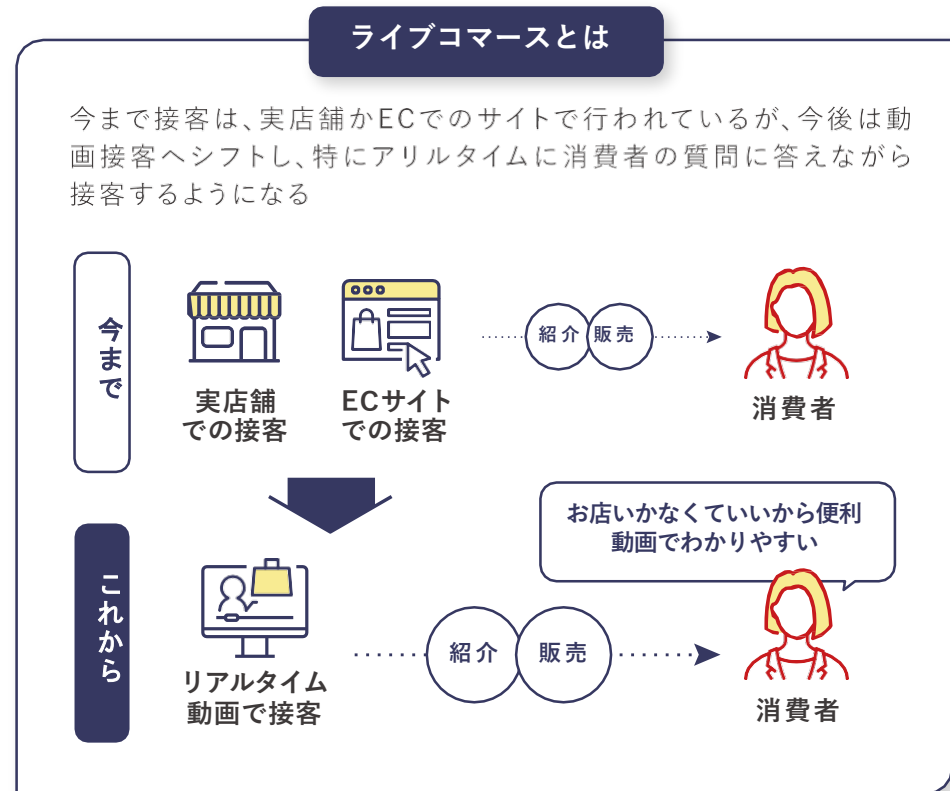 ライブコマースとは
今まで接客は、実店舗かECでのサイトで行われているが、今後は動
画接客へシフトし、特にアリルタイムに消費者の質問に答えながら
接客するようになる
今まで
実店舗
での接客
ECサイト
での接客
紹介
販売
消費者
お店いかなくていいから便利
動画でわかりやすい
これから
リアルタイム
動画で接客
紹介
販売
消費者